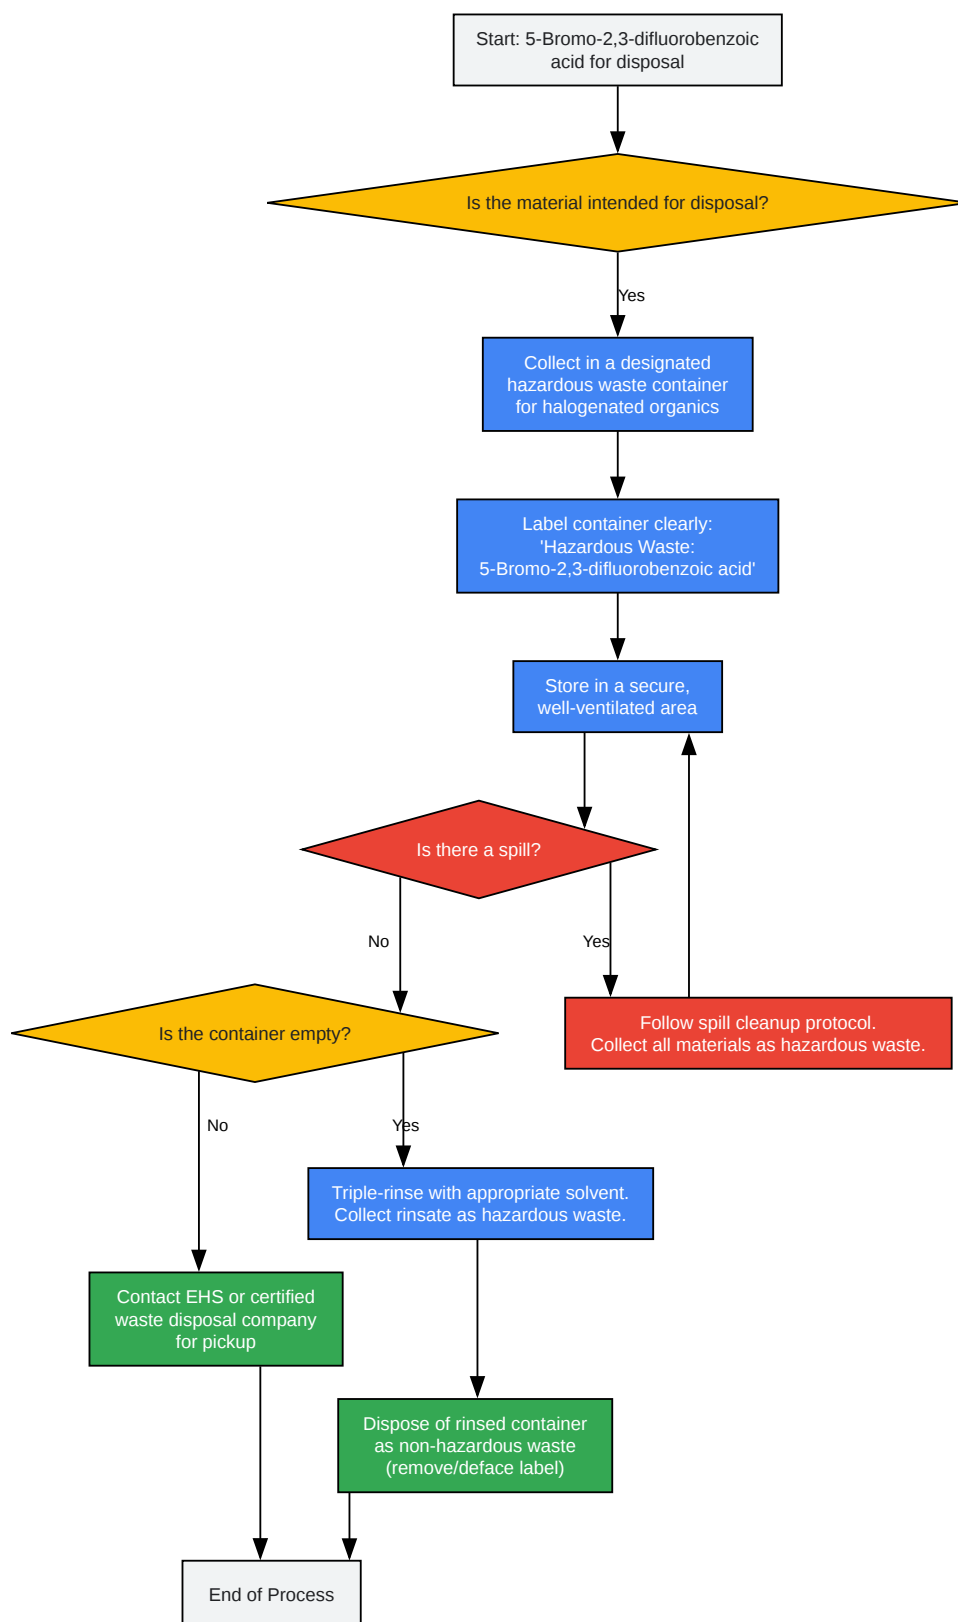 Start: 5-Bromo-2,3-difluorobenzoic
acid for disposal
Is the material intended for disposal?
Yes
Collect in a designated
hazardous waste container
for halogenated organics
Label container clearly:
'Hazardous Waste:
5-Bromo-2,3-difluorobenzoic acid'
Store in a secure,
well-ventilated area
Is there a spill?
No
Yes
Follow spill cleanup protocol.
Collect all materials as hazardous waste.
Is the container empty?
No
Yes
Triple-rinse with appropriate solvent.
Collect rinsate as hazardous waste.
Contact EHS or certified
waste disposal company
for pickup
Dispose of rinsed container
as non-hazardous waste
(remove/deface label)
End of Process